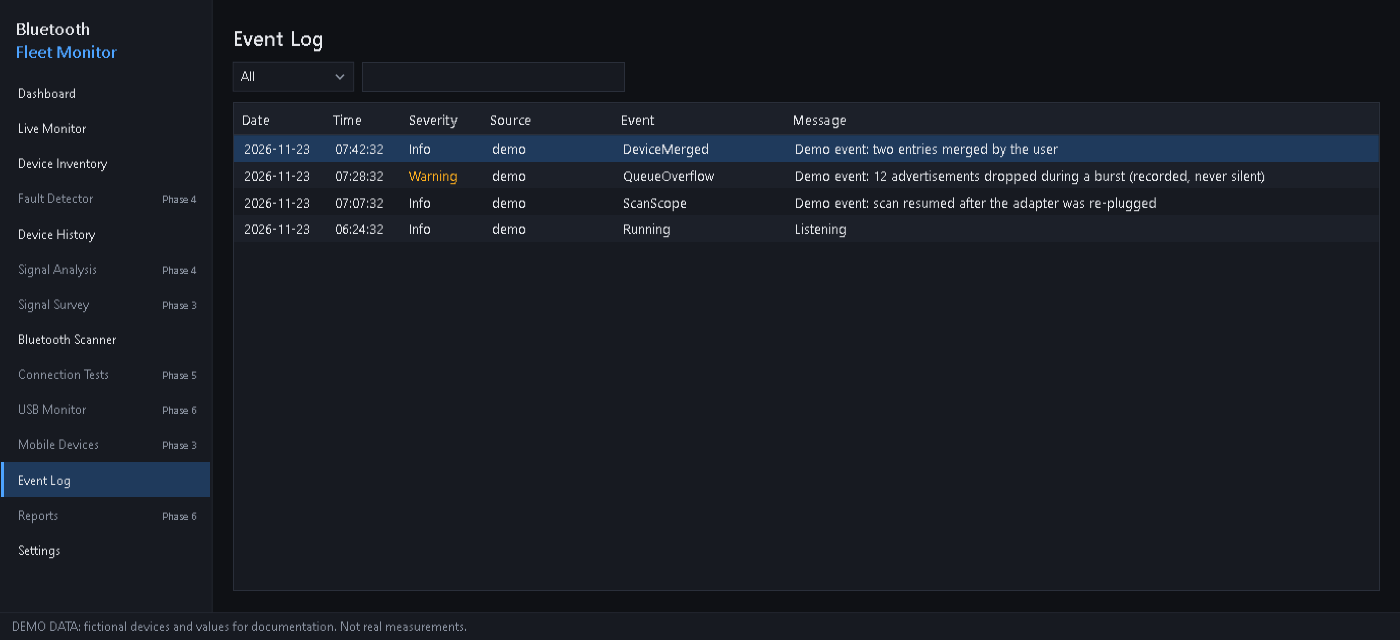 Bluetooth
Fleet Monitor
Dashboard
Live Monitor
Device Inventory
Fault Detector Phase 4
Device History
Signal Analysis Phase 4
Signal Survey Phase 3
Bluetooth Scanner
Connection Tests Phase 5
USB Monitor Phase 6
Mobile Devices Phase 3
Event Log
Reports Phase 6
Settings
Event Log
All
Date Time Severity Source Event Message
2026-11-23 07:42:32 Info demo DeviceMerged Demo event: two entries merged by the user
2026-11-23 07:28:32 Warning demo QueueOverflow Demo event: 12 advertisements dropped during a burst (recorded, never silent)
2026-11-23 07:07:32 Info demo ScanScope Demo event: scan resumed after the adapter was re-plugged
2026-11-23 06:24:32 Info demo Running Listening
DEMO DATA: fictional devices and values for documentation. Not real measurements.